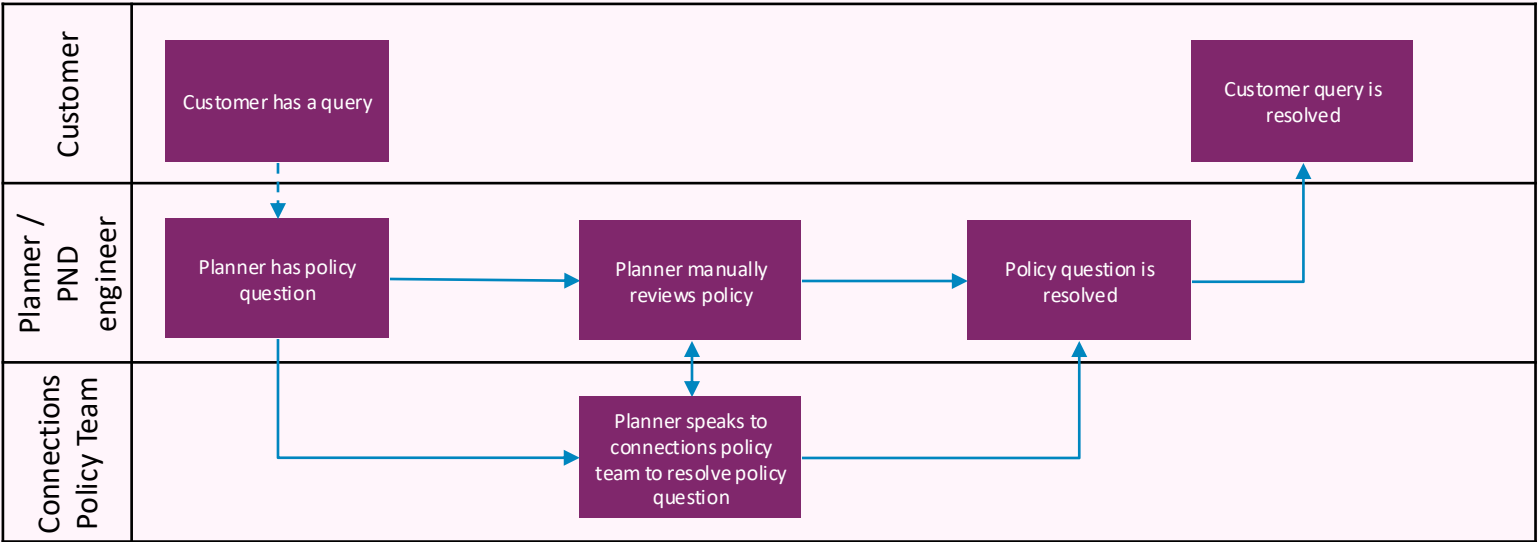 Customer
Customer has a query
Customer query is
resolved
Planner /
PND
engineer
Planner has policy
question
Planner manually
reviews policy
Policy question is
resolved
Connections
Policy Team
Planner speaks to
connections policy
team to resolve policy
question